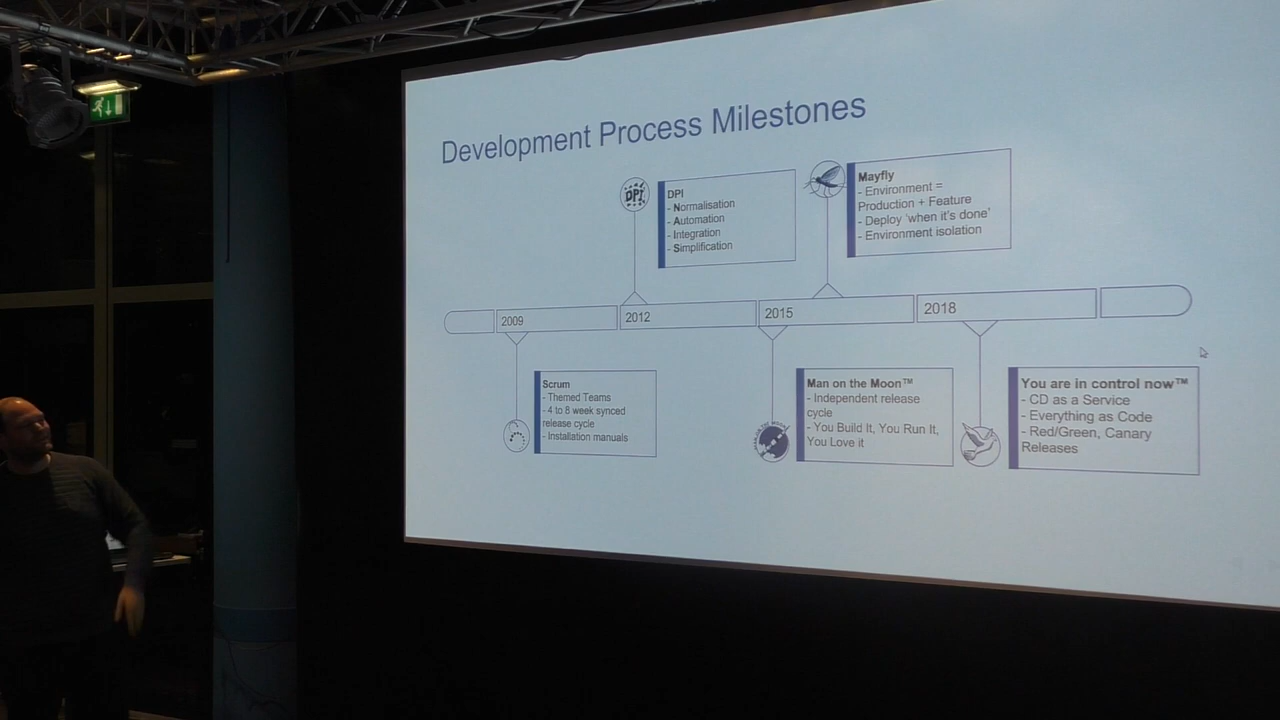 Development Process Milestones
DPI
DPI
- Normalisation
- Automation
- Integration
- Simplification
Mayfly
- Environment =
Production + Feature
- Deploy ‘when it’s done’
- Environment isolation
2009
2012
2015
2018
Scrum
- Themed Teams
- 4 to 8 week synced
release cycle
- Installation manuals
Man on the Moon™
- Independent release
cycle
- You Build It, You Run It,
You Love it
You are in control now™
- CD as a Service
- Everything as Code
- Red/Green, Canary
Releases